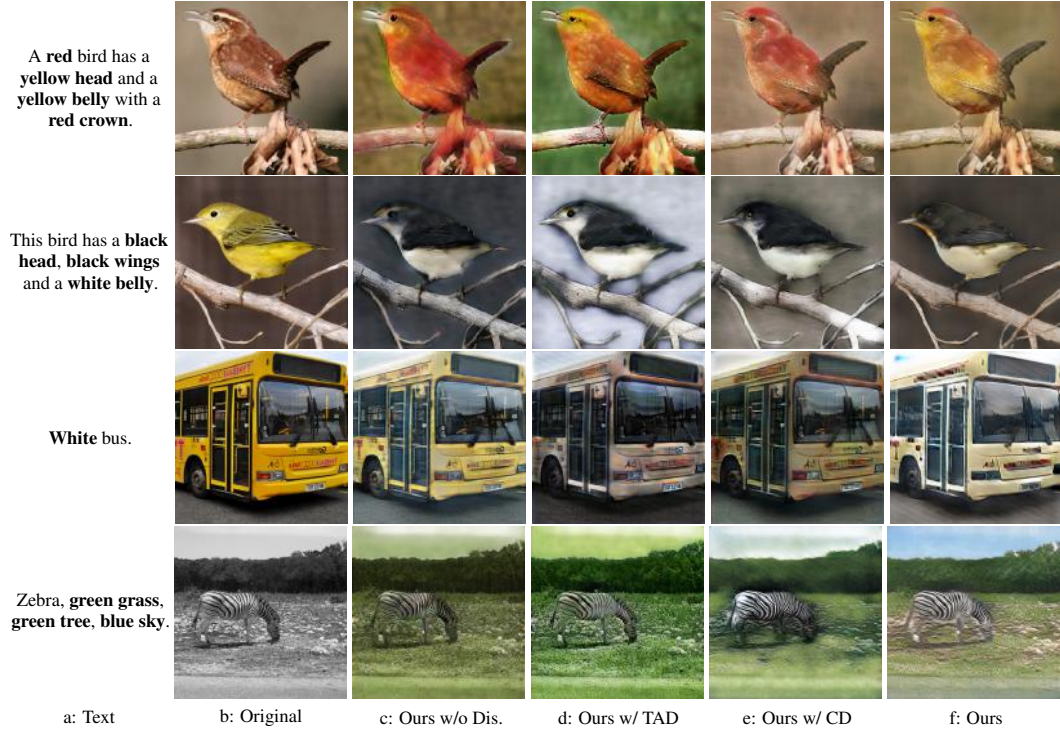 A red bird has a
yellow head and a
yellow belly with a
red crown.
This bird has a black
head, black wings
and a white belly.
White bus.
Zebra, green grass,
green tree, blue sky.
a: Text
b: Original
c: Ours w/o Dis.
d: Ours w/ TAD
e: Ours w/ CD
f: Ours